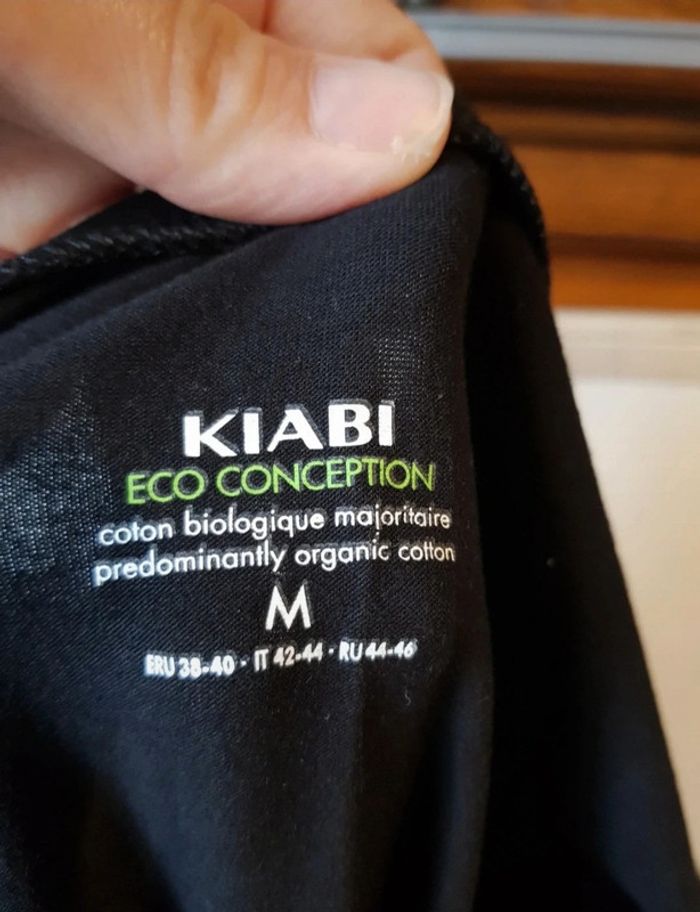 KIABI
ECO CONCEPTION
coton biologique majoritaire
predominantly organic cotton
M
ERU 38-40 · IT 42-44 · RU 44-46